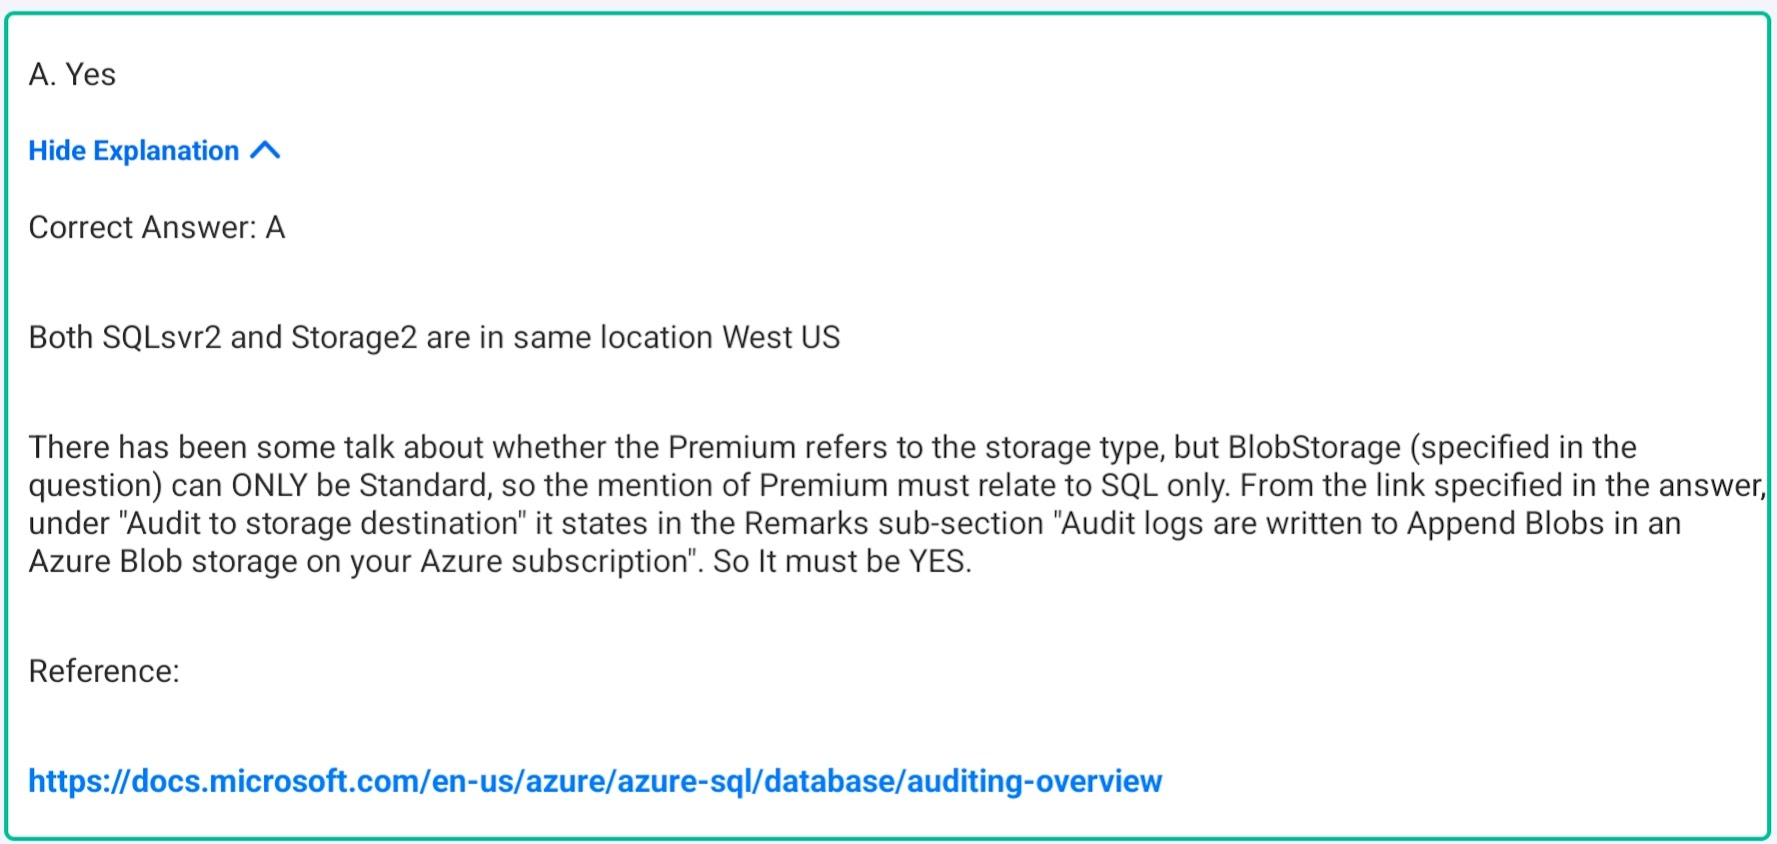 A. Yes
Hide Explanation
Correct Answer: A
Both SQLsvr2 and Storage2 are in same location West US
There has been some talk about whether the Premium refers to the storage type, but BlobStorage (specified in the
question) can ONLY be Standard, so the mention of Premium must relate to SQL only. From the link specified in the answer,
under "Audit to storage destination" it states in the Remarks sub-section "Audit logs are written to Append Blobs in an
Azure Blob storage on your Azure subscription". So It must be YES.
Reference:
https://docs.microsoft.com/en-us/azure/azure-sql/database/auditing-overview